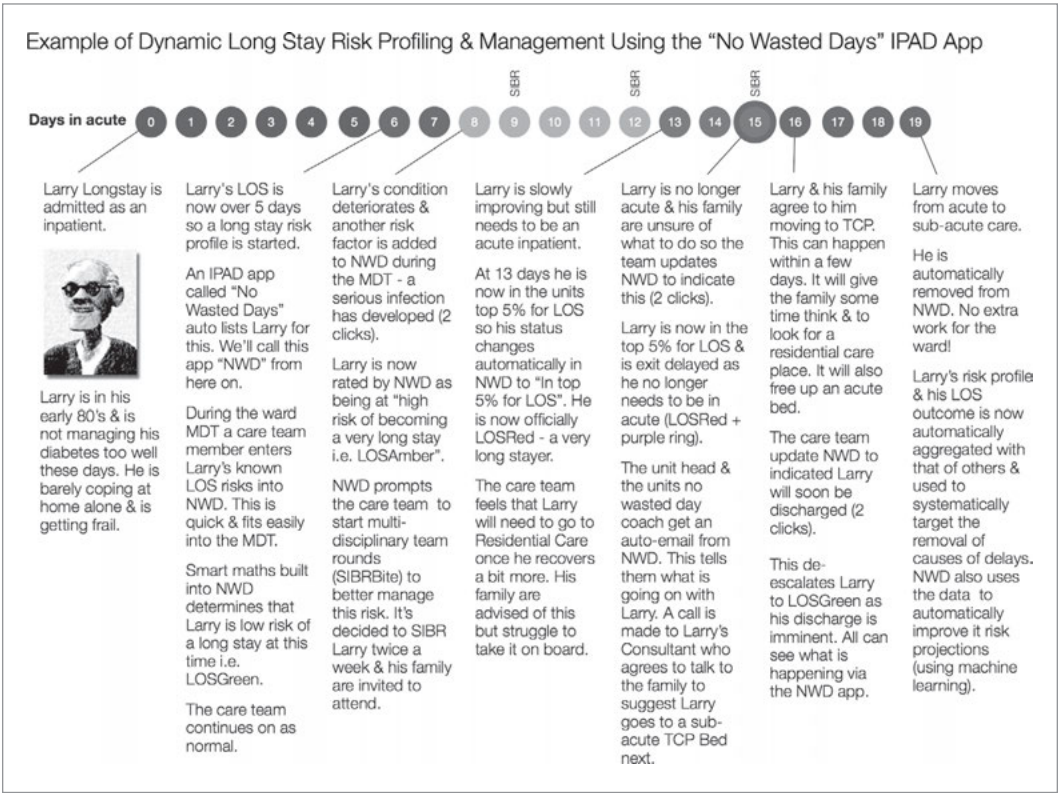 Example of Dynamic Long Stay Risk Profiling & Management Using the “No Wasted Days” IPAD App
SIBR
SIBR
SIBR
Days in acute
0 1 2 3 4 5 6 7 8 9 10 11 12 13 14 15 16 17 18 19
Larry Longstay is
admitted as an
inpatient.
Larry is in his
early 80's & is
not managing his
diabetes too well
these days. He is
barely coping at
home alone & is
getting frail.
Larry's LOS is
now over 5 days
so a long stay risk
profile is started.
An IPAD app
called “No
Wasted Days”
auto lists Larry for
this. We'll call this
app “NWD” from
here on.
During the ward
MDT a care team
member enters
Larry's known
LOS risks into
NWD. This is
quick & fits easily
into the MDT.
Smart maths built
into NWD
determines that
Larry is low risk of
a long stay at this
time i.e.
LOSGreen.
The care team
continues on as
normal.
Larry's condition
deteriorates &
another risk
factor is added
to NWD during
the MDT - a
serious infection
has developed (2
clicks).
Larry is now
rated by NWD as
being at “high
risk of becoming
a very long stay
i.e. LOSAmber”.
NWD prompts
the care team to
start multi-
disciplinary team
rounds
(SIBRBite) to
better manage
this risk. It's
decided to SIBR
Larry twice a
week & his family
are invited to
attend.
Larry is slowly
improving but still
needs to be an
acute inpatient.
At 13 days he is
now in the units
top 5% for LOS
so his status
changes
automatically in
NWD to “In top
5% for LOS”. He
is now officially
LOSRed - a very
long stayer.
The care team
feels that Larry
will need to go to
Residential Care
once he recovers
a bit more. His
family are
advised of this
but struggle to
take it on board.
Larry is no longer
acute & his family
are unsure of
what to do so the
team updates
NWD to indicate
this (2 clicks).
Larry is now in the
top 5% for LOS &
is exit delayed as
he no longer
needs to be in
acute (LOSRed +
purple ring).
The unit head &
the units no
wasted day
coach get an
auto-email from
NWD. This tells
them what is
going on with
Larry. A call is
made to Larry's
Consultant who
agrees to talk to
the family to
suggest Larry
goes to a sub-
acute TCP Bed
next.
Larry & his family
agree to him
moving to TCP.
This can happen
within a few
days. It will give
the family some
time think & to
look for a
residential care
place. It will also
free up an acute
bed.
The care team
update NWD to
indicated Larry
will soon be
discharged (2
clicks).
This de-
escalates Larry
to LOSGreen as
his discharge is
imminent. All can
see what is
happening via
the NWD app.
Larry moves
from acute to
sub-acute care.
He is
automatically
removed from
NWD. No extra
work for the
ward!
Larry's risk profile
& his LOS
outcome is now
automatically
aggregated with
that of others &
used to
systematically
target the
removal of
causes of delays.
NWD also uses
the data to
automatically
improve it risk
projections
(using machine
learning).